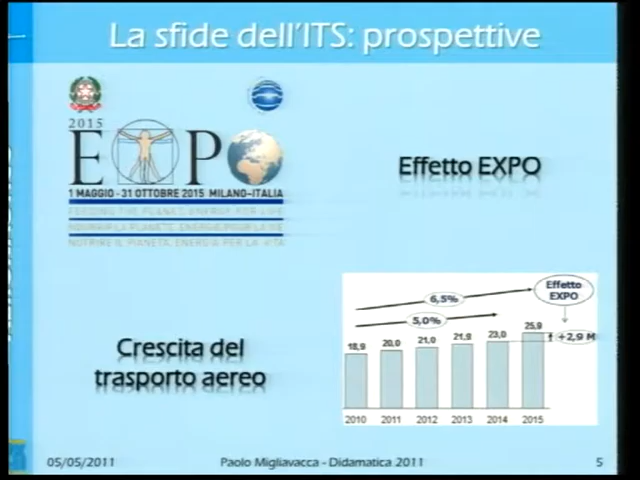 La sfide dell'ITS: prospettive
2015
EXPO
1 MAGGIO - 31 OTTOBRE 2015 MILANO-ITALIA
FEEDING THE PLANET, ENERGY FOR LIFE
NOURRIR LA PLANETE, ENERGIE POUR LA VIE
NUTRIRE IL PIANETA, ENERGIA PER LA VITA
Effetto EXPO
Crescita del
trasporto aereo
Effetto
EXPO
6,5%
5,0%
18,9 20,0 21,0 21,9 23,0 25,9
+2,9 M
2010 2011 2012 2013 2014 2015
05/05/2011 Paolo Migliavacca - Didamatica 2011 5